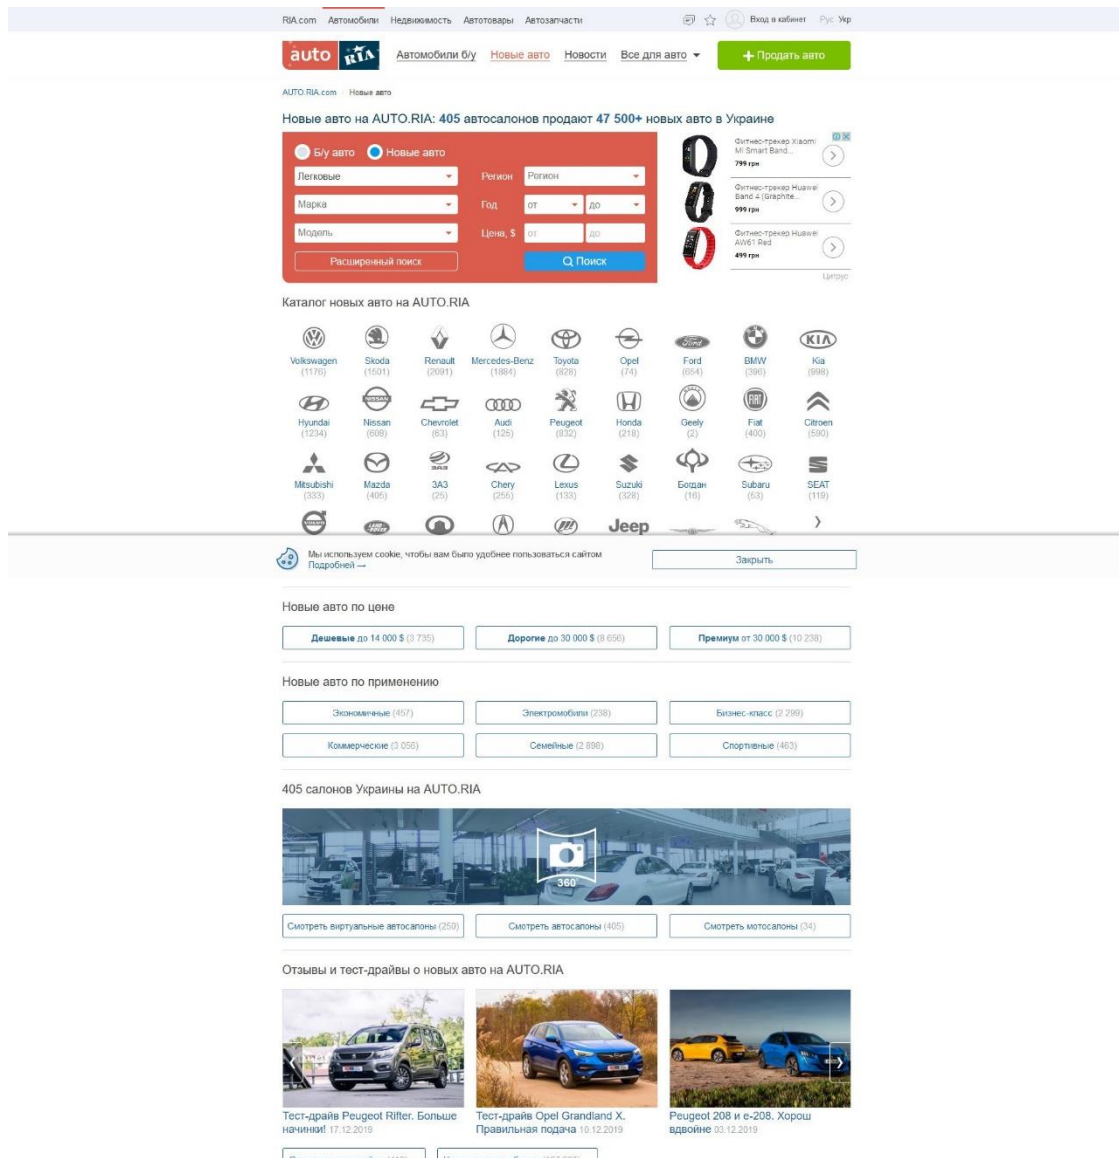 RIA.com Автомобили Недвижимость Автотовары Автозапчасти Вход в кабинет Рус Укр
auto RIA Автомобили б/у Новые авто Новости Все для авто + Продать авто
AUTO.RIA.com Новые авто
Новые авто на AUTO.RIA: 405 автосалонов продают 47 500+ новых авто в Украине
Б/у авто Новые авто
Легковые Регион Регион
Марка Год от до
Модель Цена, $ от до
Расширенный поиск Поиск
Фитнес-трекер Xiaomi
Mi Smart Band...
799 грн
Фитнес-трекер Huawei
Band 4 (Graphite...
999 грн
Фитнес-трекер Huawei
AW61 Red
499 грн
Цитрус
Каталог новых авто на AUTO.RIA
NISSAN Ford FIAT KIA ЗАЗ
Volkswagen Skoda Renault Mercedes-Benz Toyota Opel Ford BMW Kia
(1176) (1501) (2091) (1884) (828) (74) (654) (396) (998)
Hyundai Nissan Chevrolet Audi Peugeot Honda Geely Fiat Citroen
(1234) (608) (63) (125) (832) (218) (2) (400) (590)
Mitsubishi Mazda ЗАЗ Chery Lexus Suzuki Богдан Subaru SEAT
(333) (405) (25) (255) (133) (328) (16) (53) (119)
VOLVO Jeep
Мы используем cookie, чтобы вам было удобнее пользоваться сайтом
Подробней →
Закрыть
Новые авто по цене
Дешевые до 14 000 $ (3 735) Дорогие до 30 000 $ (8 656) Премиум от 30 000 $ (10 238)
Новые авто по применению
Экономичные (457) Электромобили (238) Бизнес-класс (2 299)
Коммерческие (3 056) Семейные (2 898) Спортивные (463)
405 салонов Украины на AUTO.RIA
360°
Смотреть виртуальные автосалоны (250) Смотреть автосалоны (405) Смотреть мотосалоны (34)
Отзывы и тест-драйвы о новых авто на AUTO.RIA
Тест-драйв Peugeot Rifter. Больше
начинки! 17.12.2019
Тест-драйв Opel Grandland X.
Правильная подача 10.12.2019
Peugeot 208 и e-208. Хорош
вдвойне 03.12.2019